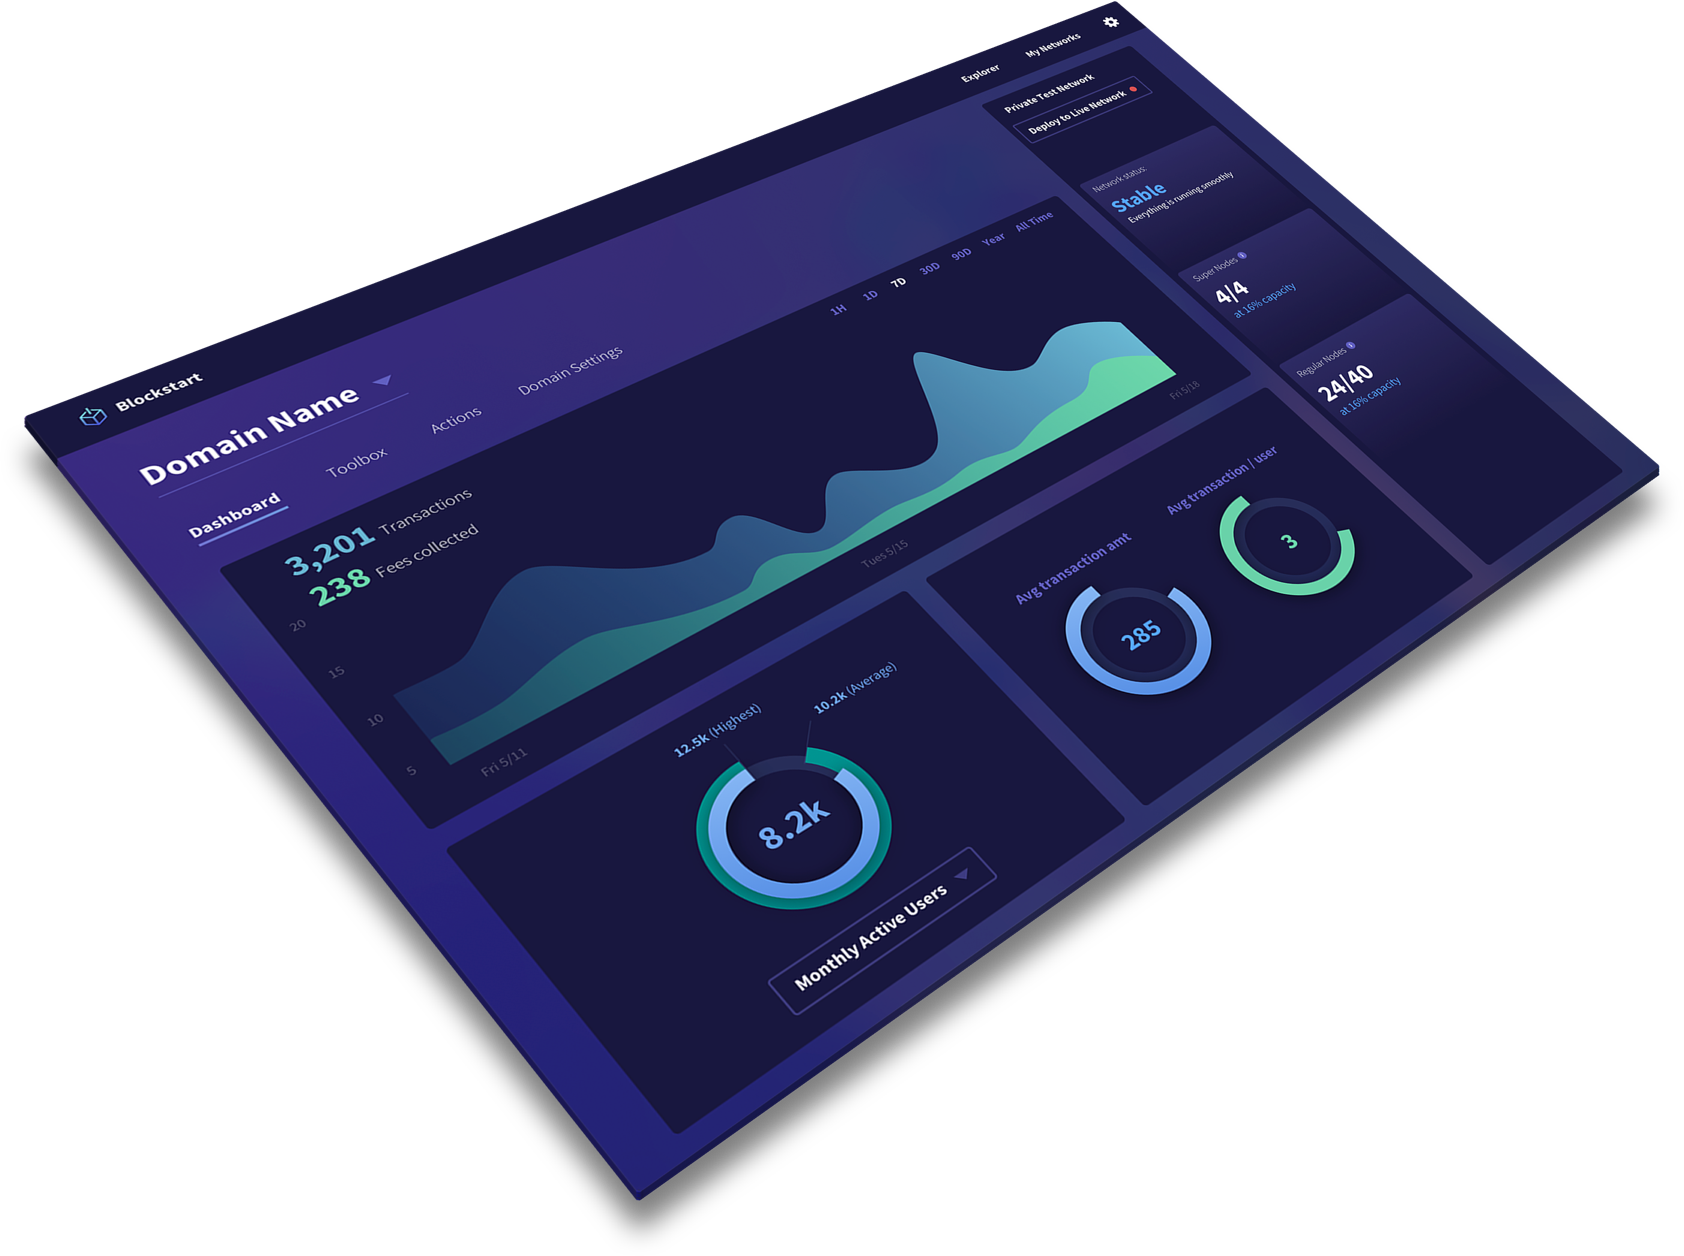 Blockstart
Explorer
My Networks
Domain Name
Dashboard
Toolbox
Actions
Domain Settings
3,201 Transactions
238 Fees collected
1H
1D
7D
30D
90D
Year
All Time
20
15
10
5
Fri 5/11
Tues 5/15
Fri 5/18
12.5k (Highest)
10.2k (Average)
8.2k
Monthly Active Users
Avg transaction amt
285
Avg transaction / user
3
Private Test Network
Deploy to Live Network
Network status:
Stable
Everything is running smoothly
Super Nodes
4/4
at 16% capacity
Regular Nodes
24/40
at 16% capacity